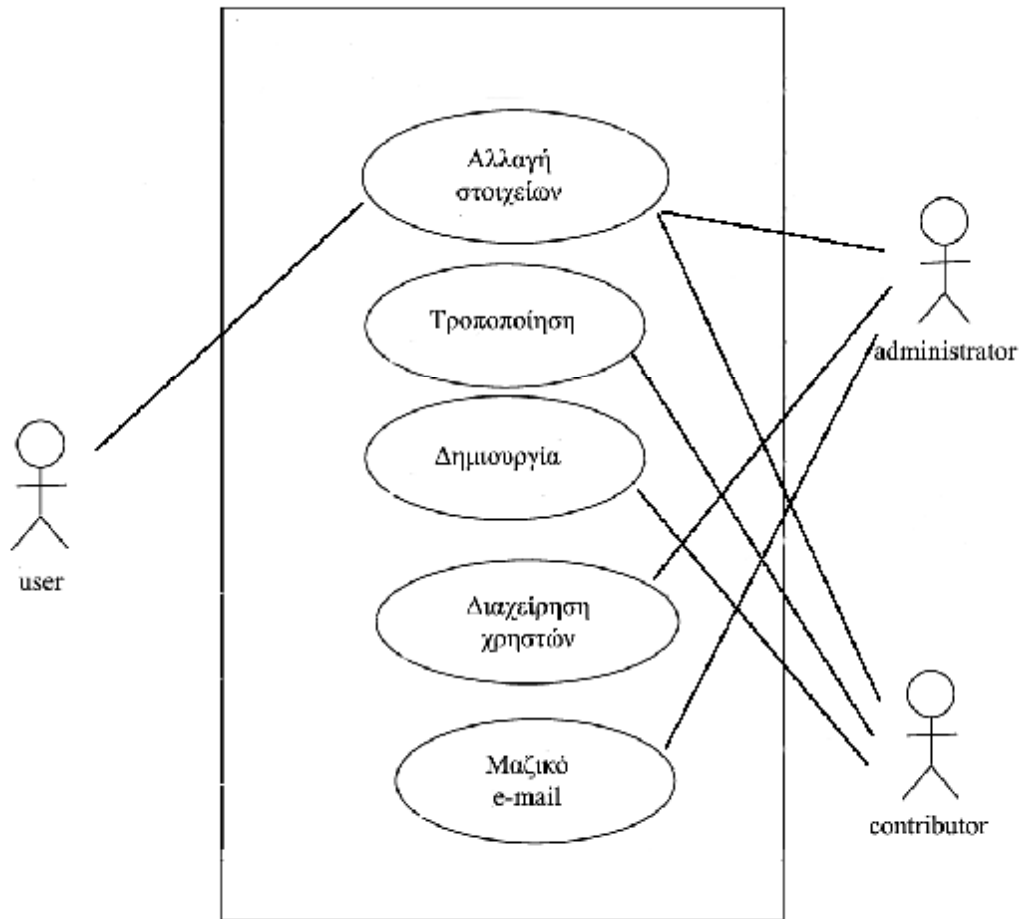 Αλλαγή
στοιχείων
Τροποποίηση
administrator
Δημιουργία
user
Διαχείρηση
χρηστών
Μαζικό
e-mail
contributor